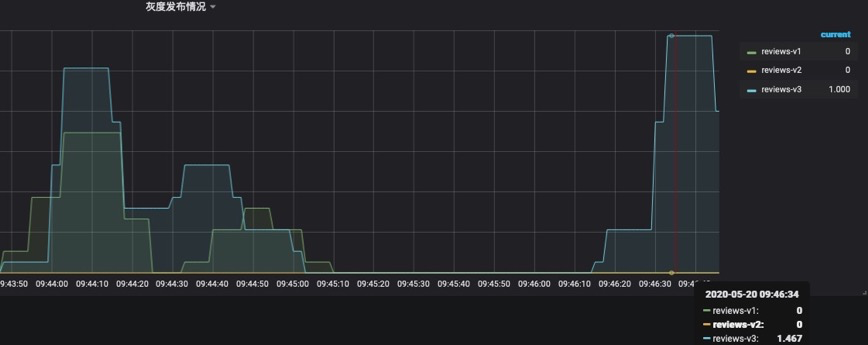 灰度发布情况
current
reviews-v1 0
reviews-v2 0
reviews-v3 1.000
9:43:50 09:44:00 09:44:10 09:44:20 09:44:30 09:44:40 09:44:50 09:45:00 09:45:10 09:45:20 09:45:30 09:45:40 09:45:50 09:46:00 09:46:10 09:46:20 09:46:30
2020-05-20 09:46:34
reviews-v1: 0
reviews-v2: 0
reviews-v3: 1.467